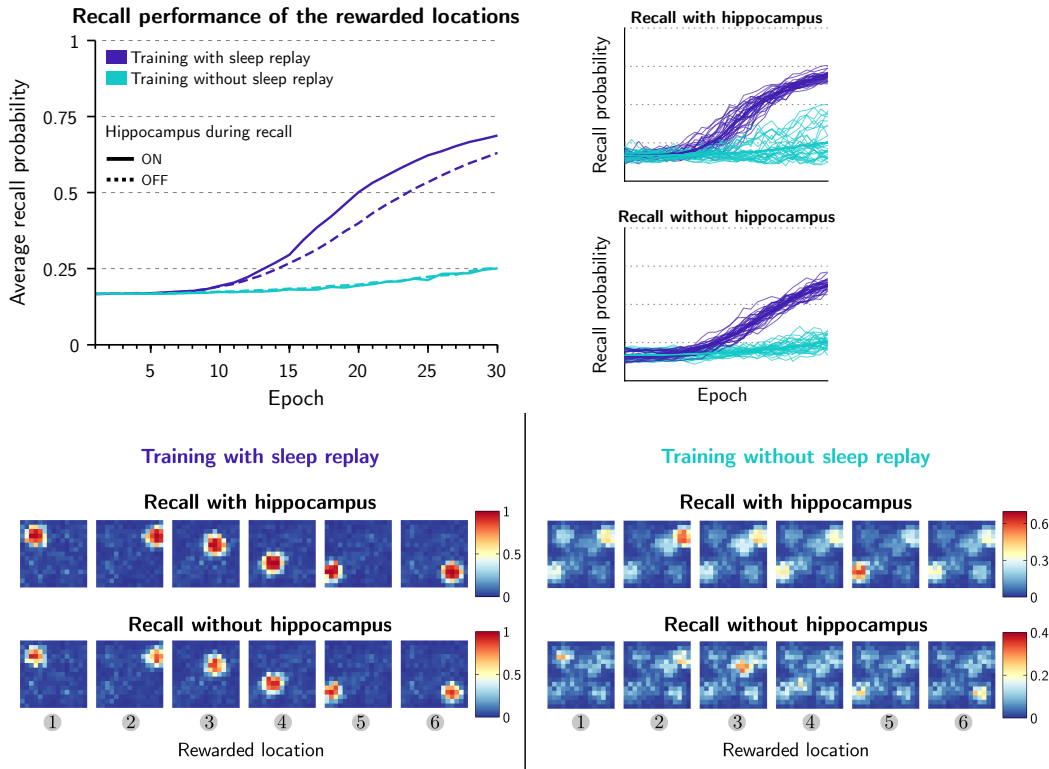 Recall performance of the rewarded locations
1
0.75
0.5
0.25
0
5
10
15
20
25
30
Average recall probability
Epoch
Training with sleep replay
Training without sleep replay
Hippocampus during recall
ON
OFF
Recall with hippocampus
Recall probability
Recall without hippocampus
Recall probability
Epoch
Training with sleep replay
Recall with hippocampus
1
0.5
0
Recall without hippocampus
1
0.5
0
1 2 3 4 5 6
Rewarded location
Training without sleep replay
Recall with hippocampus
0.6
0.3
0
Recall without hippocampus
0.4
0.2
0
1 2 3 4 5 6
Rewarded location